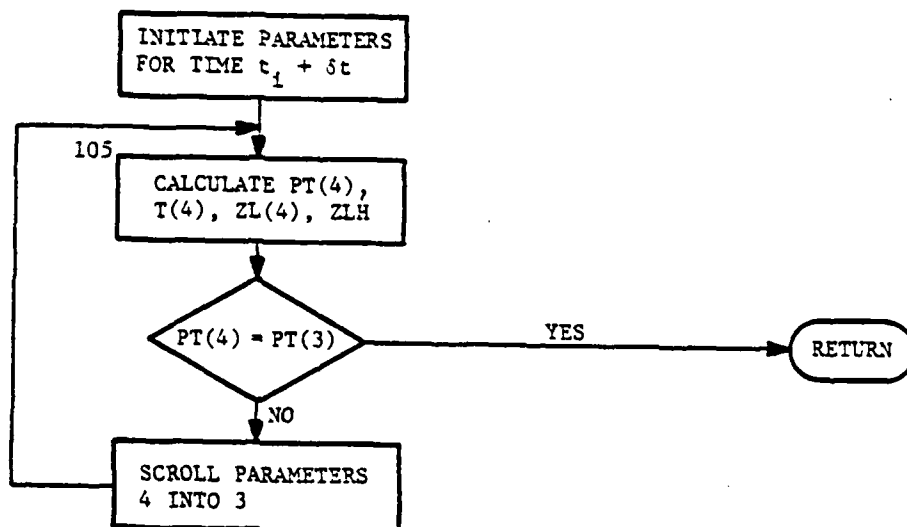 INITIATE PARAMETERS
FOR TIME t_i + δt
105
CALCULATE PT(4),
T(4), ZL(4), ZLH
PT(4) = PT(3)
YES
RETURN
NO
SCROLL PARAMETERS
4 INTO 3